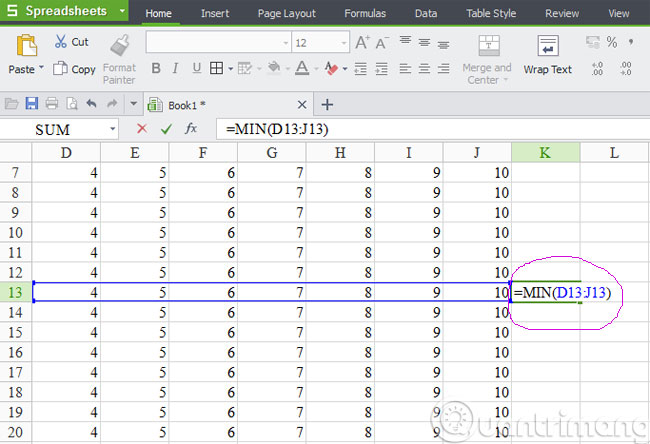 S Spreadsheets Home Insert Page Layout Formulas Data Table Style Review View
Paste Cut Copy Format Painter 12 A+ A- B I U A Merge and Center Wrap Text +.0 .00 .00 +.0
Book1 * × +
SUM × ✓ fx =MIN(D13:J13)
D E F G H I J K L
7 4 5 6 7 8 9 10
8 4 5 6 7 8 9 10
9 4 5 6 7 8 9 10
10 4 5 6 7 8 9 10
11 4 5 6 7 8 9 10
12 4 5 6 7 8 9 10
13 4 5 6 7 8 9 10 =MIN(D13:J13)
14 4 5 6 7 8 9 10
15 4 5 6 7 8 9 10
16 4 5 6 7 8 9 10
17 4 5 6 7 8 9 10
18 4 5 6 7 8 9 10
19 4 5 6 7 8 9 10
20 4 5 6 7 8 9 10
Quantrimang